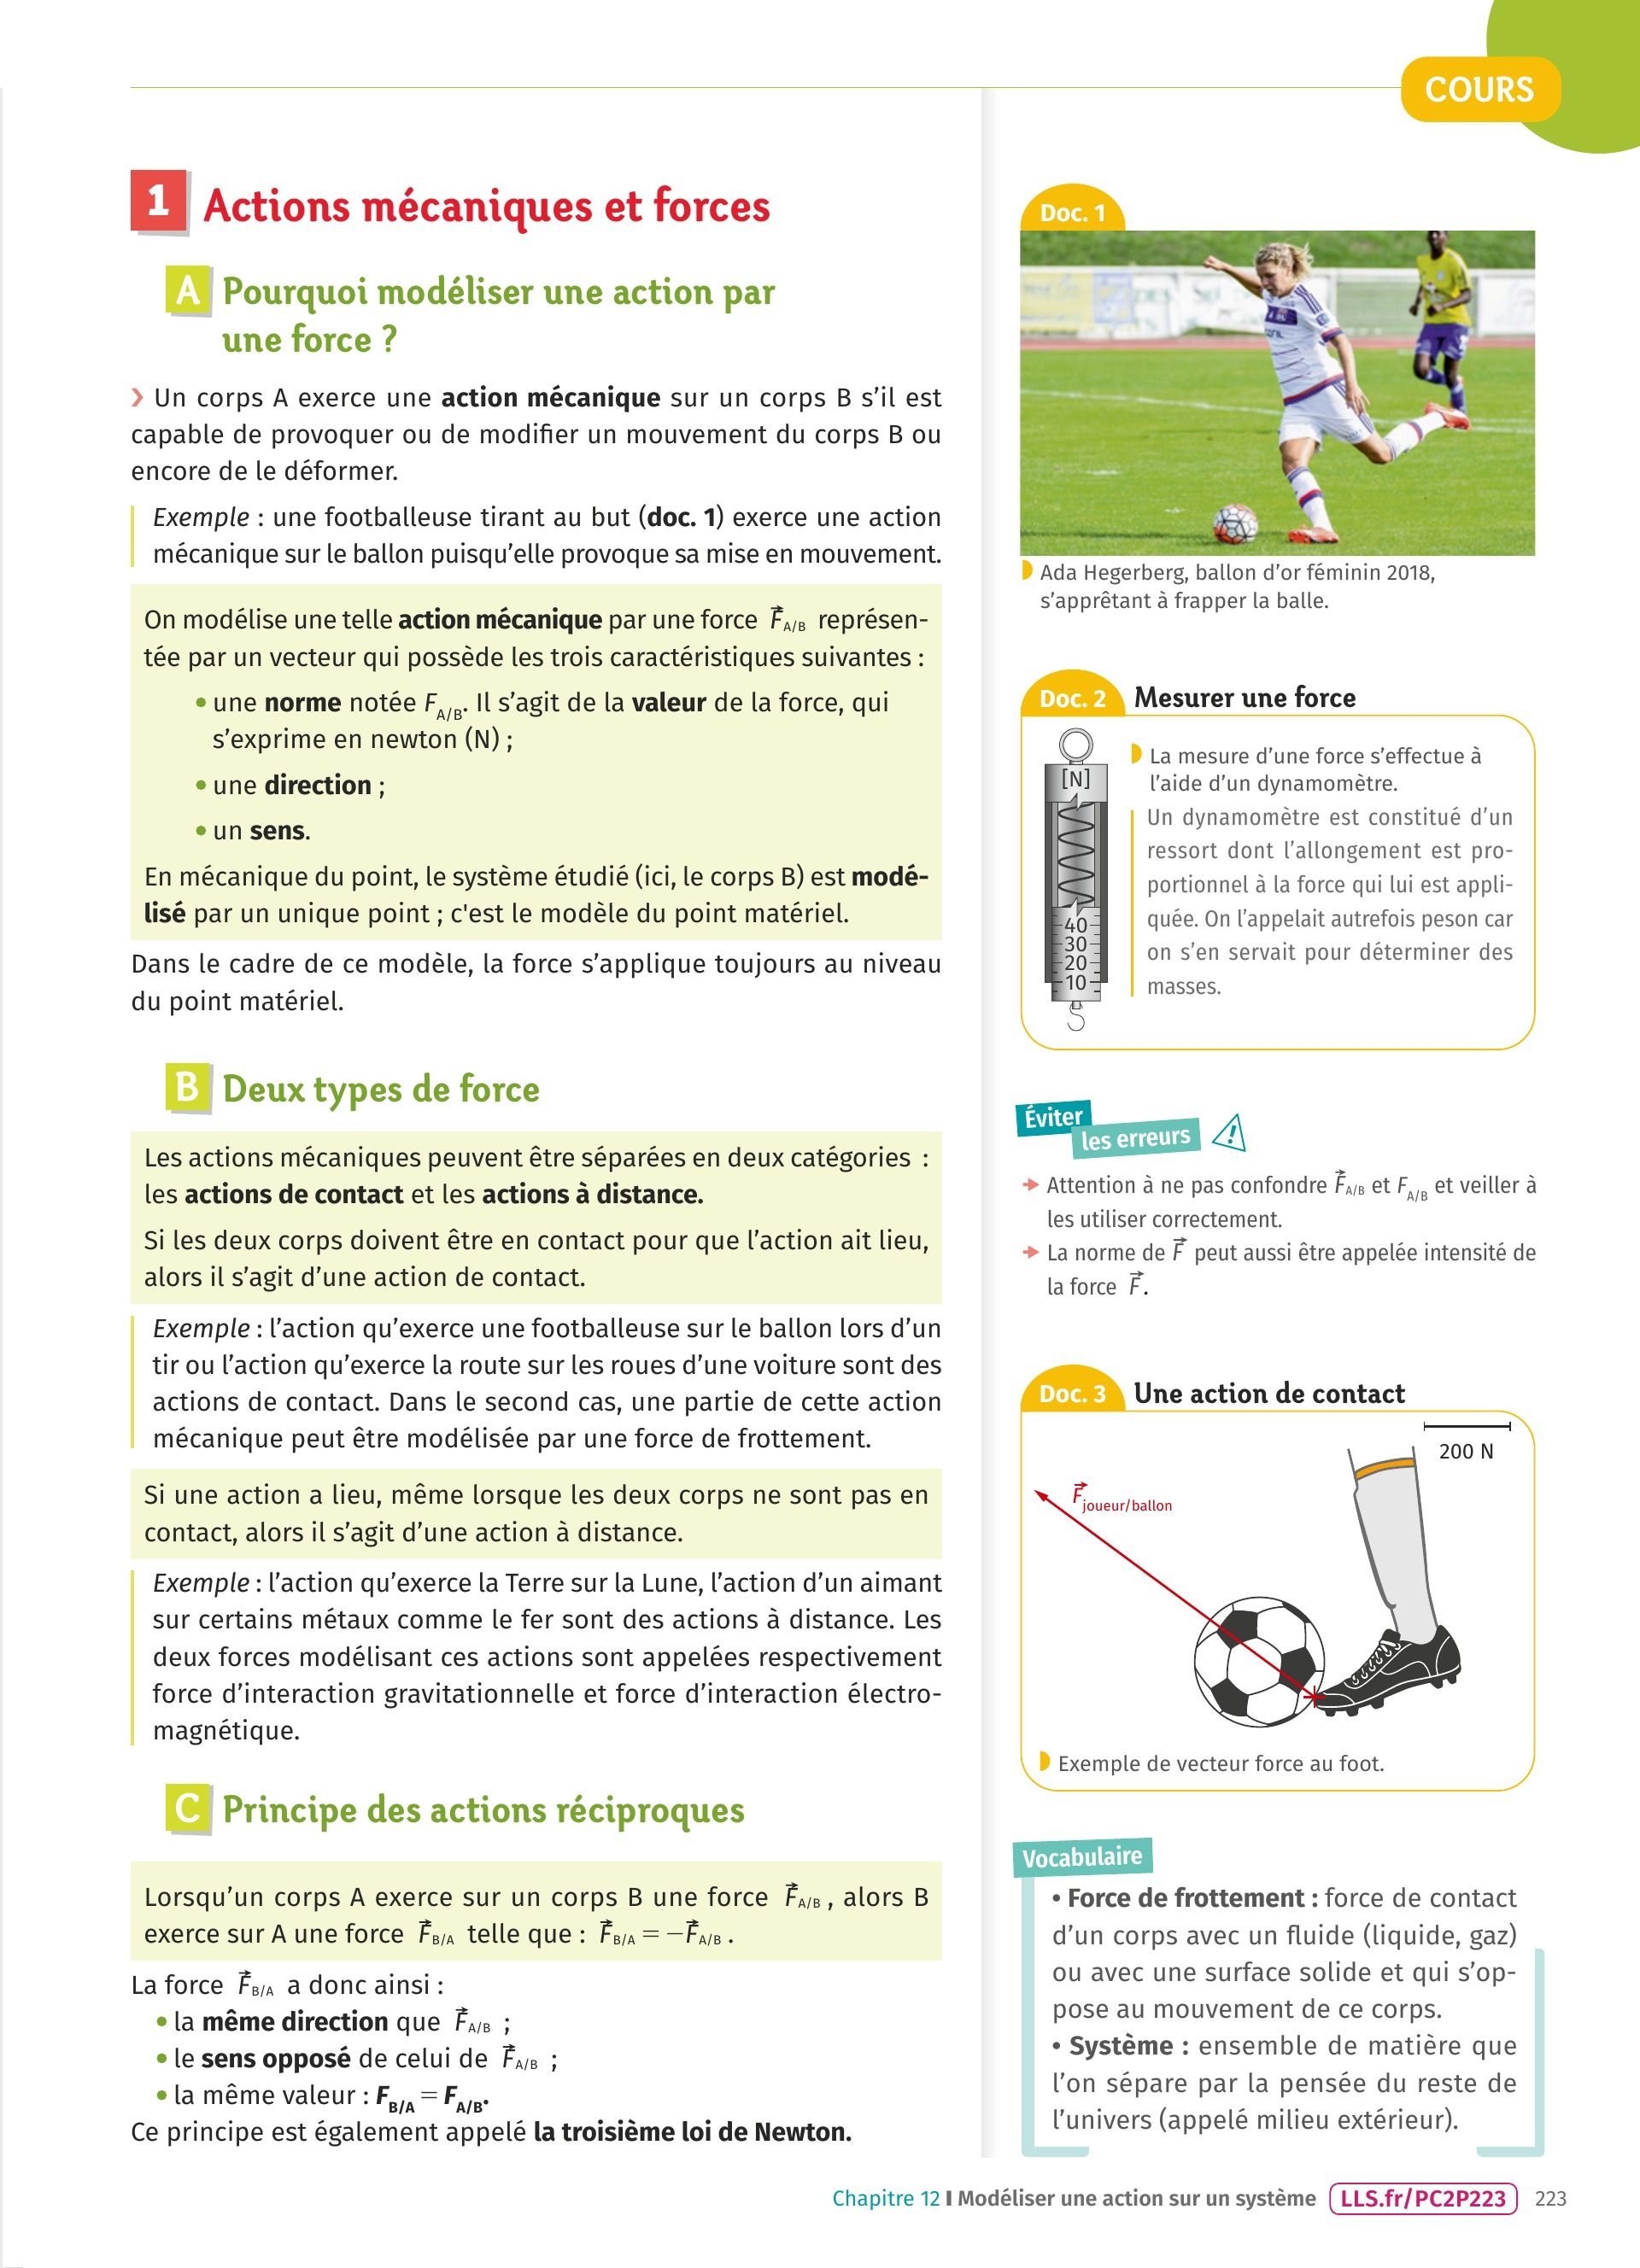 COURS
1 Actions mécaniques et forces
A Pourquoi modéliser une action par
une force ?
› Un corps A exerce une action mécanique sur un corps B s’il est
capable de provoquer ou de modifier un mouvement du corps B ou
encore de le déformer.
Exemple : une footballeuse tirant au but (doc. 1) exerce une action
mécanique sur le ballon puisqu’elle provoque sa mise en mouvement.
On modélise une telle action mécanique par une force F⃗A/B représen-
tée par un vecteur qui possède les trois caractéristiques suivantes :
• une norme notée FA/B. Il s’agit de la valeur de la force, qui
s’exprime en newton (N) ;
• une direction ;
• un sens.
En mécanique du point, le système étudié (ici, le corps B) est modé-
lisé par un unique point ; c'est le modèle du point matériel.
Dans le cadre de ce modèle, la force s’applique toujours au niveau
du point matériel.
B Deux types de force
Les actions mécaniques peuvent être séparées en deux catégories :
les actions de contact et les actions à distance.
Si les deux corps doivent être en contact pour que l’action ait lieu,
alors il s’agit d’une action de contact.
Exemple : l’action qu’exerce une footballeuse sur le ballon lors d’un
tir ou l’action qu’exerce la route sur les roues d’une voiture sont des
actions de contact. Dans le second cas, une partie de cette action
mécanique peut être modélisée par une force de frottement.
Si une action a lieu, même lorsque les deux corps ne sont pas en
contact, alors il s’agit d’une action à distance.
Exemple : l’action qu’exerce la Terre sur la Lune, l’action d’un aimant
sur certains métaux comme le fer sont des actions à distance. Les
deux forces modélisant ces actions sont appelées respectivement
force d’interaction gravitationnelle et force d’interaction électro-
magnétique.
C Principe des actions réciproques
Lorsqu’un corps A exerce sur un corps B une force F⃗A/B , alors B
exerce sur A une force F⃗B/A telle que : F⃗B/A = −F⃗A/B .
La force F⃗B/A a donc ainsi :
• la même direction que F⃗A/B ;
• le sens opposé de celui de F⃗A/B ;
• la même valeur : FB/A = FA/B.
Ce principe est également appelé la troisième loi de Newton.
Doc. 1
Ada Hegerberg, ballon d’or féminin 2018,
s’apprêtant à frapper la balle.
Doc. 2 Mesurer une force
[N]
40
30
20
10
La mesure d’une force s’effectue à
l’aide d’un dynamomètre.
Un dynamomètre est constitué d’un
ressort dont l’allongement est pro-
portionnel à la force qui lui est appli-
quée. On l’appelait autrefois peson car
on s’en servait pour déterminer des
masses.
Éviter
les erreurs
Attention à ne pas confondre F⃗A/B et FA/B et veiller à
les utiliser correctement.
La norme de F⃗ peut aussi être appelée intensité de
la force F⃗.
Doc. 3 Une action de contact
200 N
F⃗joueur/ballon
Exemple de vecteur force au foot.
Vocabulaire
• Force de frottement : force de contact
d’un corps avec un fluide (liquide, gaz)
ou avec une surface solide et qui s’op-
pose au mouvement de ce corps.
• Système : ensemble de matière que
l’on sépare par la pensée du reste de
l’univers (appelé milieu extérieur).
Chapitre 12 I Modéliser une action sur un système LLS.fr/PC2P223 223